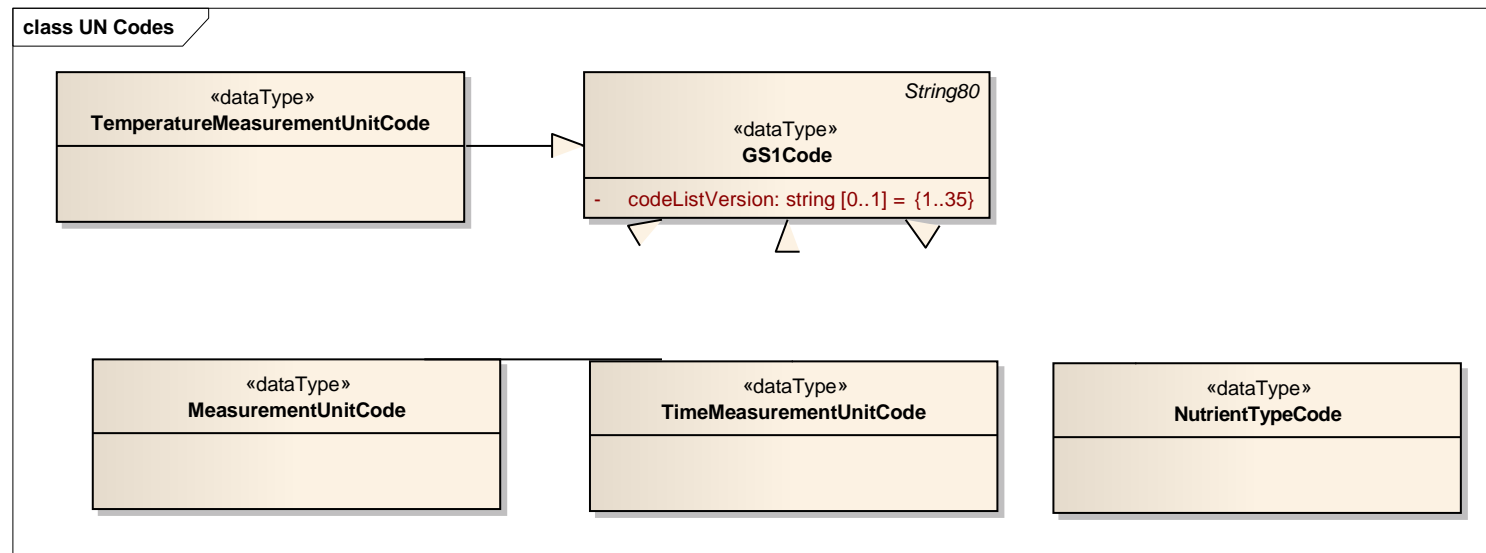 class UN Codes
«dataType»
TemperatureMeasurementUnitCode
String80
«dataType»
GS1Code
- codeListVersion: string [0..1] = {1..35}
«dataType»
MeasurementUnitCode
«dataType»
TimeMeasurementUnitCode
«dataType»
NutrientTypeCode